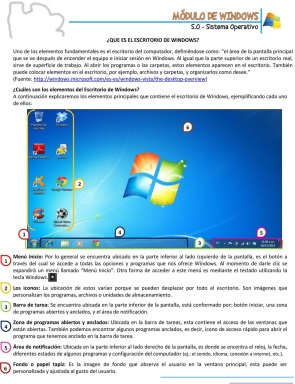 MÓDULO DE WINDOWS
S.O - Sistema Operativo
¿QUE ES EL ESCRITORIO DE WINDOWS?
Uno de los elementos fundamentales es el escritorio del computador, definiéndose como: "el área de la pantalla principal
que se ve después de encender el equipo e iniciar sesión en Windows. Al igual que la parte superior de un escritorio real,
sirve de superficie de trabajo. Al abrir los programas o las carpetas, estos elementos aparecen en el escritorio. También
puede colocar elementos en el escritorio, por ejemplo, archivos y carpetas, y organizarlos como desee."
(Fuente: http://windows.microsoft.com/es-es/windows-vista/the-desktop-overview)
¿Cuáles son los elementos del Escritorio de Windows?
A continuación explicaremos los elementos principales que contiene el escritorio de Windows, ejemplificando cada uno
de ellos:
6
2
1
4
3
5
1 Menú Inicio: Por lo general se encuentra ubicado en la parte inferior al lado izquierdo de la pantalla, es el botón a
través del cual se accede a todas las opciones y programas que nos ofrece Windows. Al momento de darle clic se
expandirá un menú llamado "Menú Inicio". Otra forma de acceder a este menú es mediante el teclado utilizando la
tecla Windows
2 Los iconos: La ubicación de estos varían porque se pueden desplazar por todo el escritorio. Son imágenes que
personalizan los programas, archivos o unidades de almacenamiento.
3 Barra de tarea: Se encuentra ubicada en la parte inferior de la pantalla, está conformado por: botón iniciar, una zona
de programas abiertos y anclados, y el área de notificación.
4 Zona de programas abiertos y anclados: Ubicada en la barra de tareas, esta contiene el acceso de las ventanas que
están abiertas. También podemos encontrar algunos programas anclados, es decir, icono de acceso rápido para abrir el
programa que tenemos anclado en la barra de tareas.
5 Área de notificación: Ubicada en la parte inferior al lado derecho de la pantalla, es donde se encontra el reloj, la fecha,
diferentes estados de algunos programas y configuración del computador (ej.: el sonido, idioma, conexión a internet, etc.).
6 Fondo o papel tapiz: Es la imagen de fondo que observa el usuario en la ventana principal, esta puede ser
personalizada y ajustada al gusto del usuario.